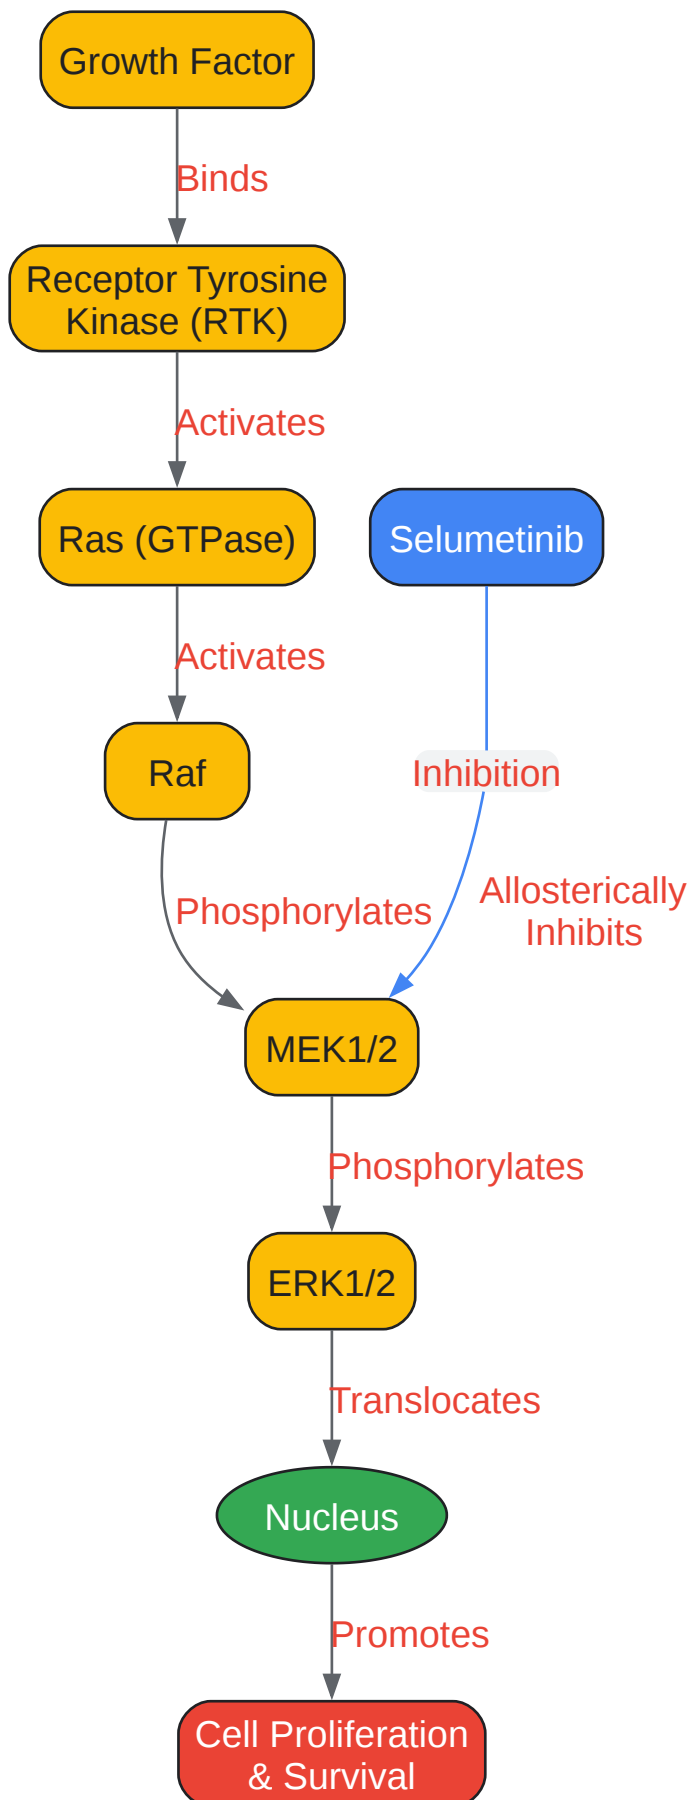 Growth Factor
Binds
Receptor Tyrosine
Kinase (RTK)
Activates
Ras (GTPase)
Selumetinib
Activates
Raf
Inhibition
Phosphorylates
Allosterically
Inhibits
MEK1/2
Phosphorylates
ERK1/2
Translocates
Nucleus
Promotes
Cell Proliferation
& Survival